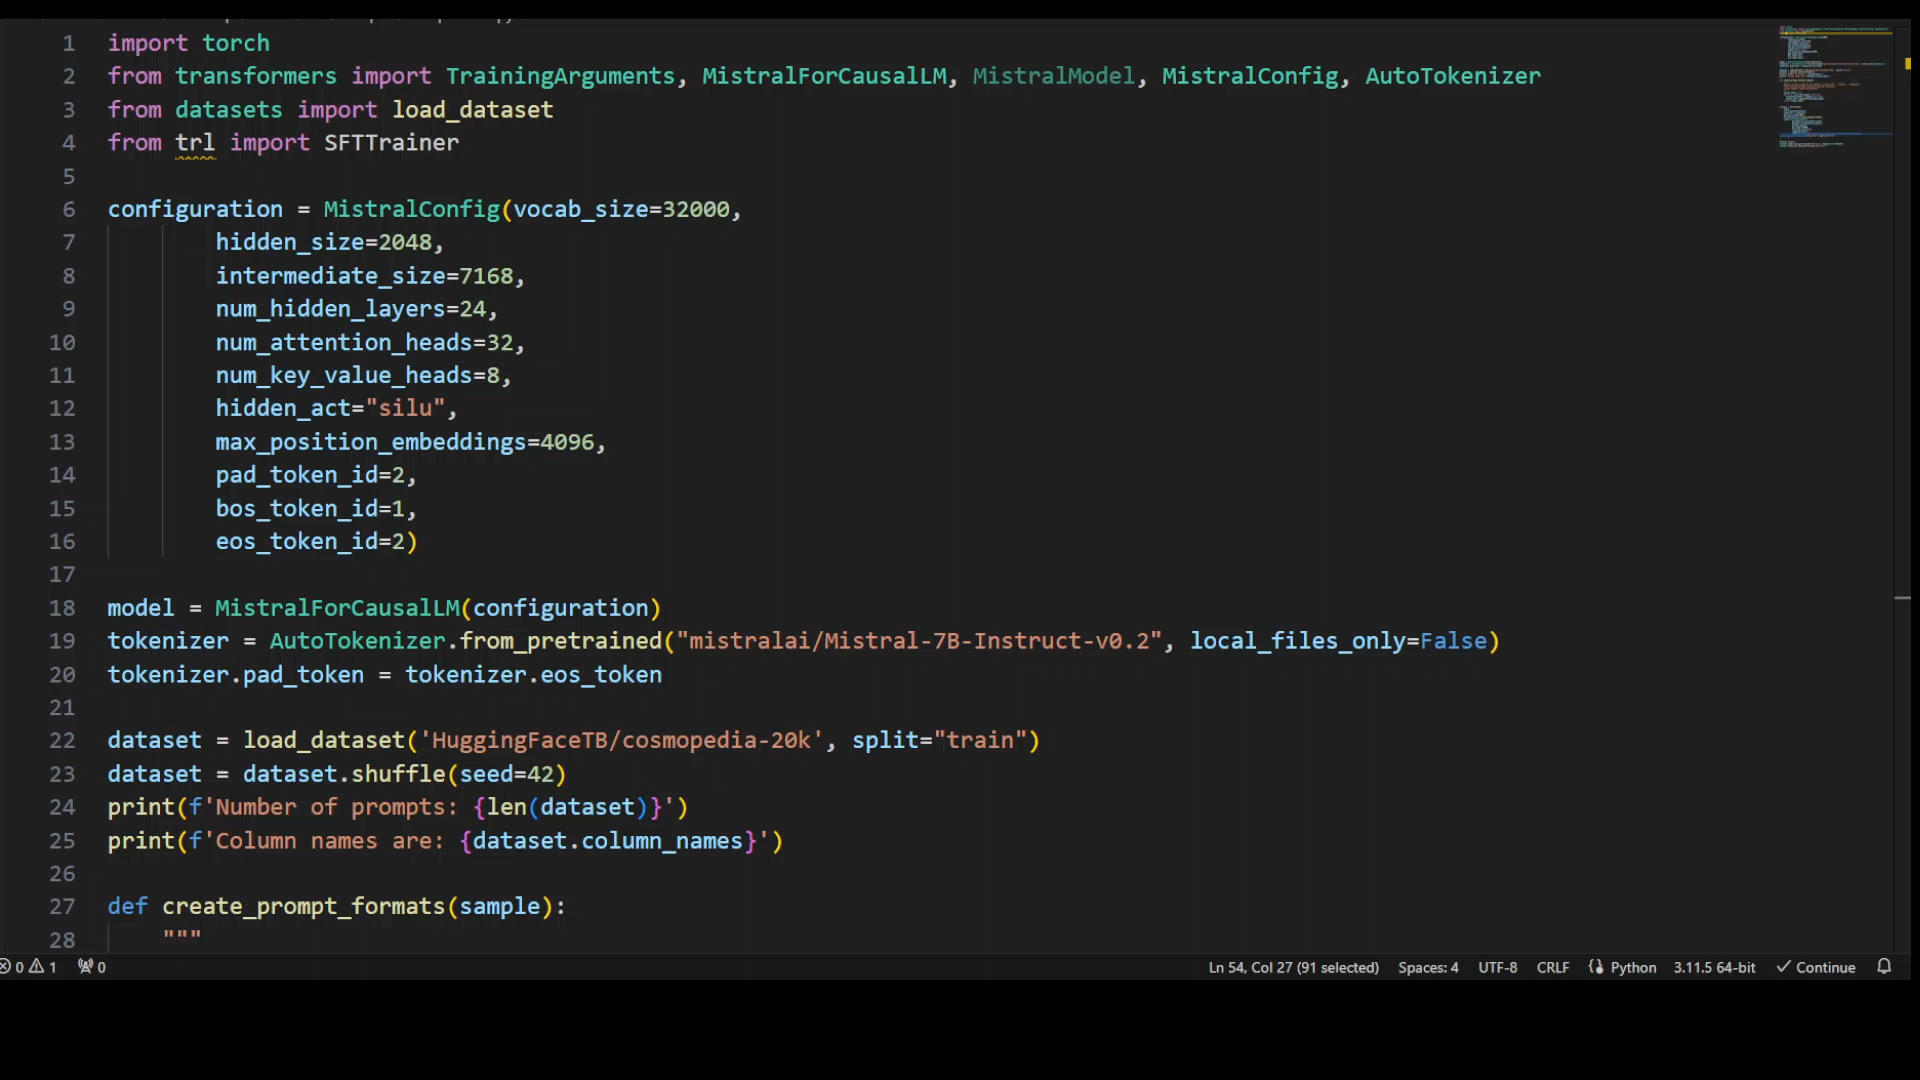 1 import torch
2 from transformers import TrainingArguments, MistralForCausalLM, MistralModel, MistralConfig, AutoTokenizer
3 from datasets import load_dataset
4 from trl import SFTTrainer
5
6 configuration = MistralConfig(vocab_size=32000,
7 hidden_size=2048,
8 intermediate_size=7168,
9 num_hidden_layers=24,
10 num_attention_heads=32,
11 num_key_value_heads=8,
12 hidden_act="silu",
13 max_position_embeddings=4096,
14 pad_token_id=2,
15 bos_token_id=1,
16 eos_token_id=2)
17
18 model = MistralForCausalLM(configuration)
19 tokenizer = AutoTokenizer.from_pretrained("mistralai/Mistral-7B-Instruct-v0.2", local_files_only=False)
20 tokenizer.pad_token = tokenizer.eos_token
21
22 dataset = load_dataset('HuggingFaceTB/cosmopedia-20k', split="train")
23 dataset = dataset.shuffle(seed=42)
24 print(f'Number of prompts: {len(dataset)}')
25 print(f'Column names are: {dataset.column_names}')
26
27 def create_prompt_formats(sample):
28 """
0 1 0 Ln 54, Col 27 (91 selected) Spaces: 4 UTF-8 CRLF Python 3.11.5 64-bit Continue